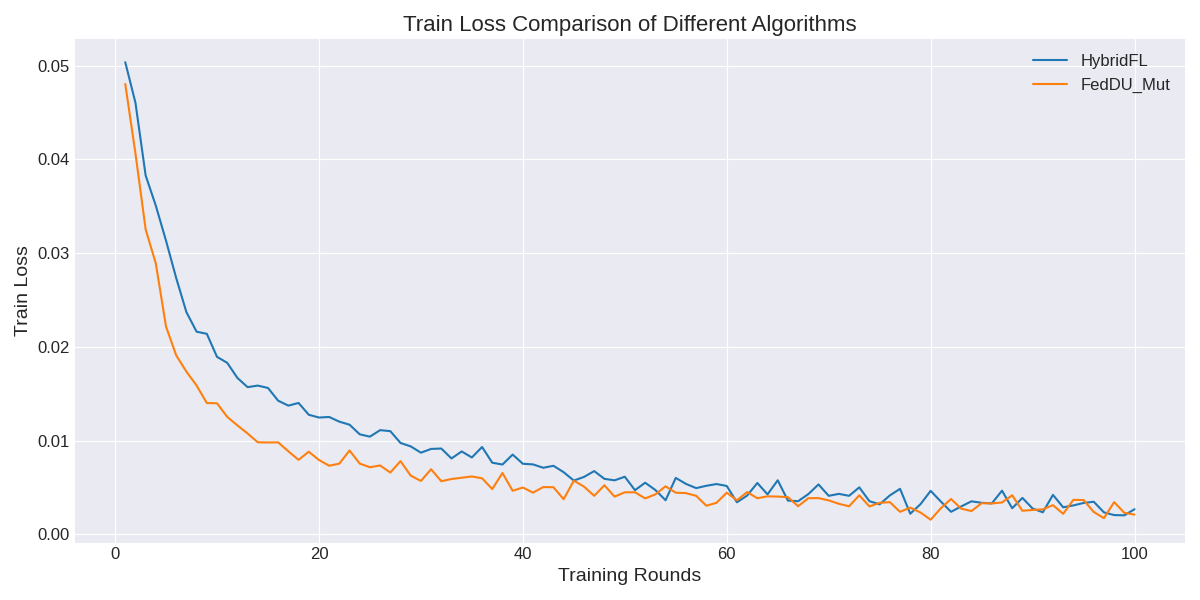 Train Loss Comparison of Different Algorithms
HybridFL
FedDU_Mut
Train Loss
0.05
0.04
0.03
0.02
0.01
0.00
0 20 40 60 80 100
Training Rounds